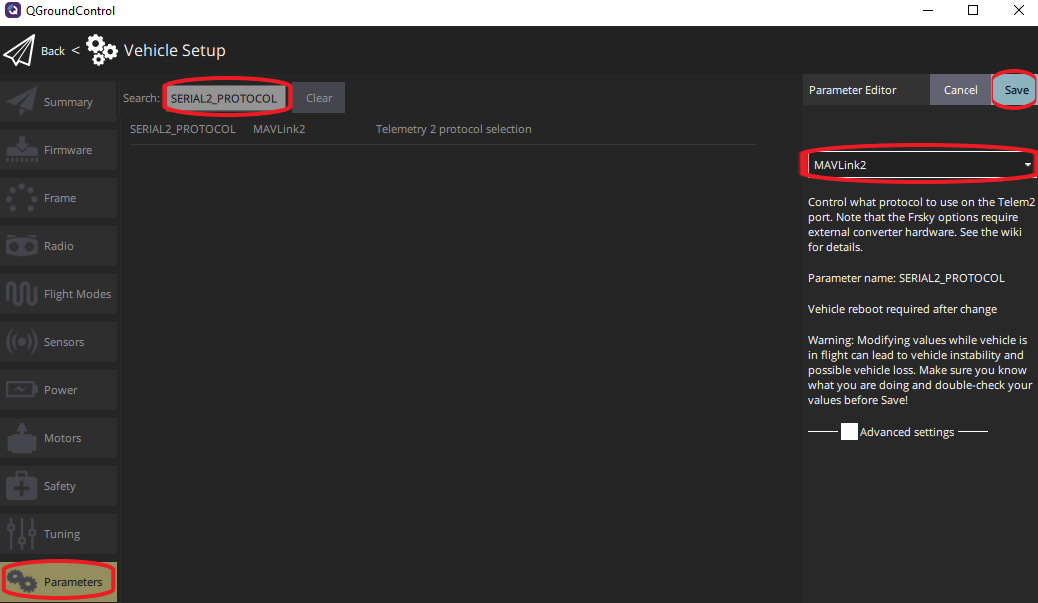 QGroundControl
Back < Vehicle Setup
Summary
Firmware
Frame
Radio
Flight Modes
Sensors
Power
Motors
Safety
Tuning
Parameters
Search: SERIAL2_PROTOCOL Clear
SERIAL2_PROTOCOL MAVLink2 Telemetry 2 protocol selection
Parameter Editor Cancel Save
MAVLink2
Control what protocol to use on the Telem2
port. Note that the Frsky options require
external converter hardware. See the wiki
for details.
Parameter name: SERIAL2_PROTOCOL
Vehicle reboot required after change
Warning: Modifying values while vehicle is
in flight can lead to vehicle instability and
possible vehicle loss. Make sure you know
what you are doing and double-check your
values before Save!
Advanced settings